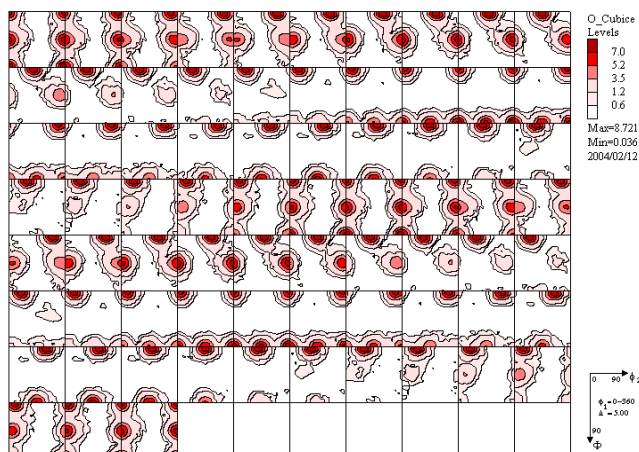 O_Cubice
Levels
7.0
5.2
3.5
1.2
0.6
Max=8.721
Min=0.036
2004/02/12
0 90 ϕ2
ϕ1=0-360
Δ=5.00
90
Φ